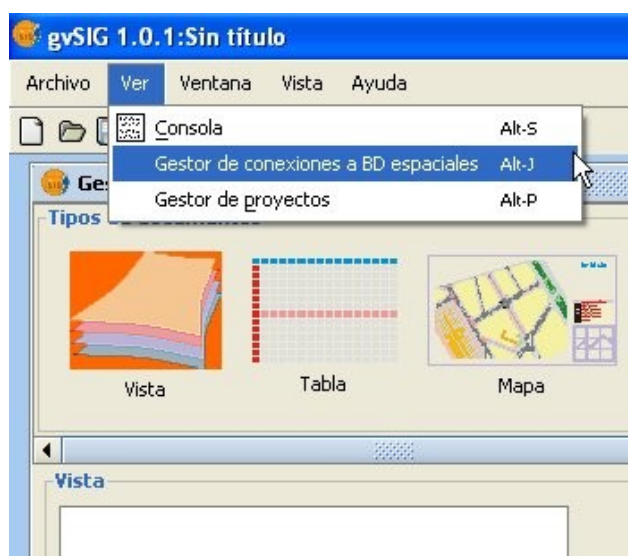 gvSIG 1.0.1:Sin título
Archivo Ver Ventana Vista Ayuda
Consola Alt-S
Gestor de conexiones a BD espaciales Alt-J
Gestor de proyectos Alt-P
Ge
Tipos
Vista Tabla Mapa
Vista